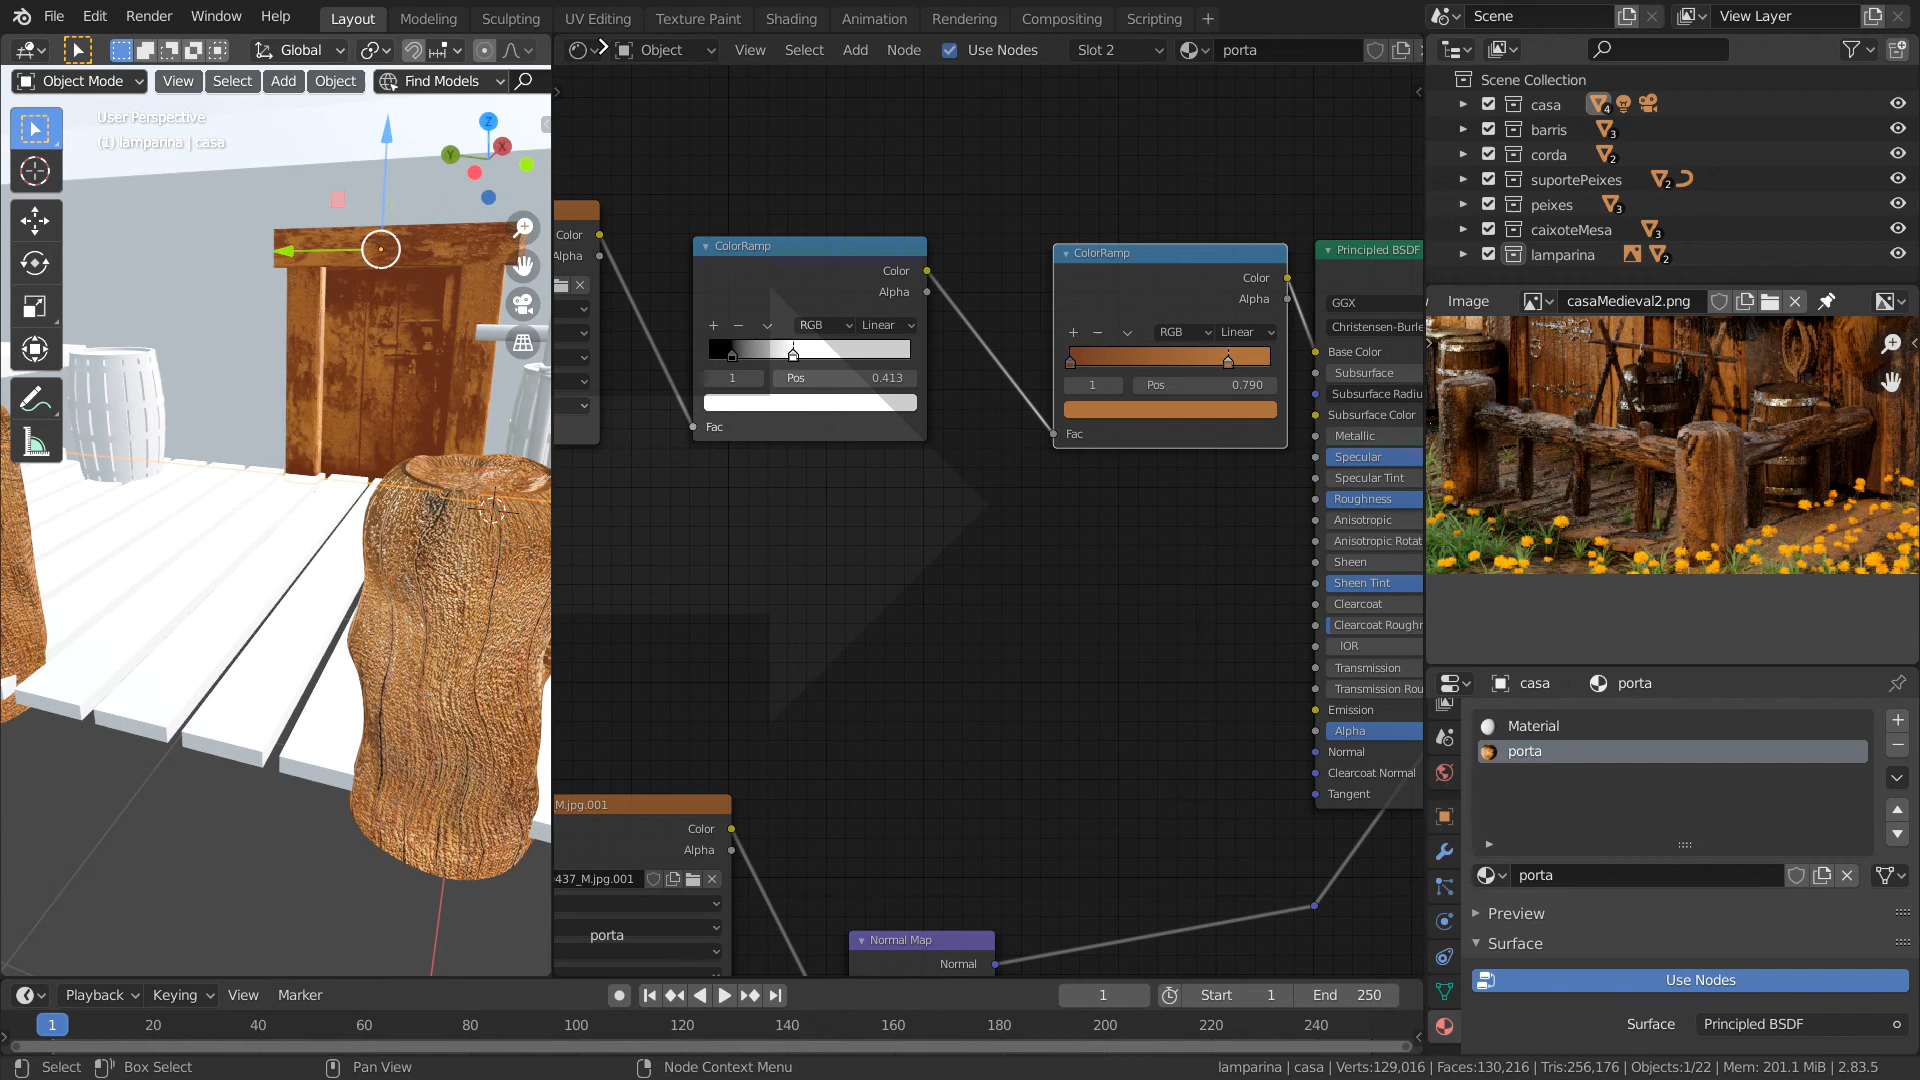 File Edit Render Window Help Layout Modeling Sculpting UV Editing Texture Paint Shading Animation Rendering Compositing Scripting + Scene View Layer
Global Object View Select Add Node Use Nodes Slot 2 porta
Object Mode View Select Add Object Find Models
User Perspective
(1) lamparina | casa
Z
Y
X
Color
Alpha
ColorRamp
Color
Alpha
RGB Linear
1 Pos 0.413
Fac
ColorRamp
Color
Alpha
RGB Linear
1 Pos 0.790
Fac
Principled BSDF
GGX
Christensen-Burle
Base Color
Subsurface
Subsurface Radiu
Subsurface Color
Metallic
Specular
Specular Tint
Roughness
Anisotropic
Anisotropic Rotat
Sheen
Sheen Tint
Clearcoat
Clearcoat Roughn
IOR
Transmission
Transmission Rou
Emission
Alpha
Normal
Clearcoat Normal
Tangent
M.jpg.001
Color
Alpha
437_M.jpg.001
porta
Normal Map
Normal
Scene Collection
casa 4
barris 3
corda 2
suportePeixes 2
peixes 3
caixoteMesa 3
lamparina 2
Image casaMedieval2.png
casa porta
Material
porta
porta
Preview
Surface
Use Nodes
Surface Principled BSDF
Playback Keying View Marker 1 Start 1 End 250
1 20 40 60 80 100 120 140 160 180 200 220 240
Select Box Select Pan View Node Context Menu lamparina | casa | Verts:129,016 | Faces:130,216 | Tris:256,176 | Objects:1/22 | Mem: 201.1 MiB | 2.83.5